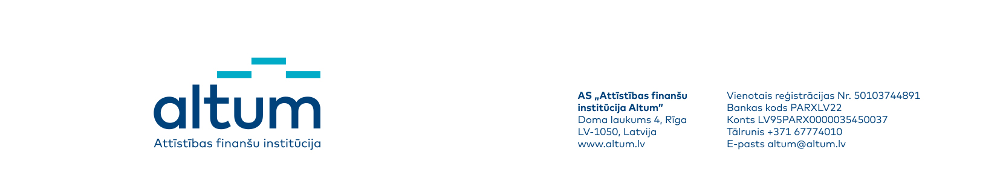 altum
Attīstības finanšu institūcija
AS „Attīstības finanšu
institūcija Altum”
Doma laukums 4, Rīga
LV-1050, Latvija
www.altum.lv
Vienotais reģistrācijas Nr. 50103744891
Bankas kods PARXLV22
Konts LV95PARX0000035450037
Tālrunis +371 67774010
E-pasts altum@altum.lv